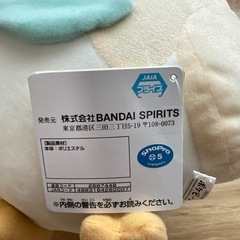 JAIA
プライズ
発売元 株式会社BANDAI SPIRITS
東京都港区三田三丁目5-19 〒108-0073
【製品素材】
本体：ポリエステル
ShoPro
5
※内側の警告を必ずお読みください。